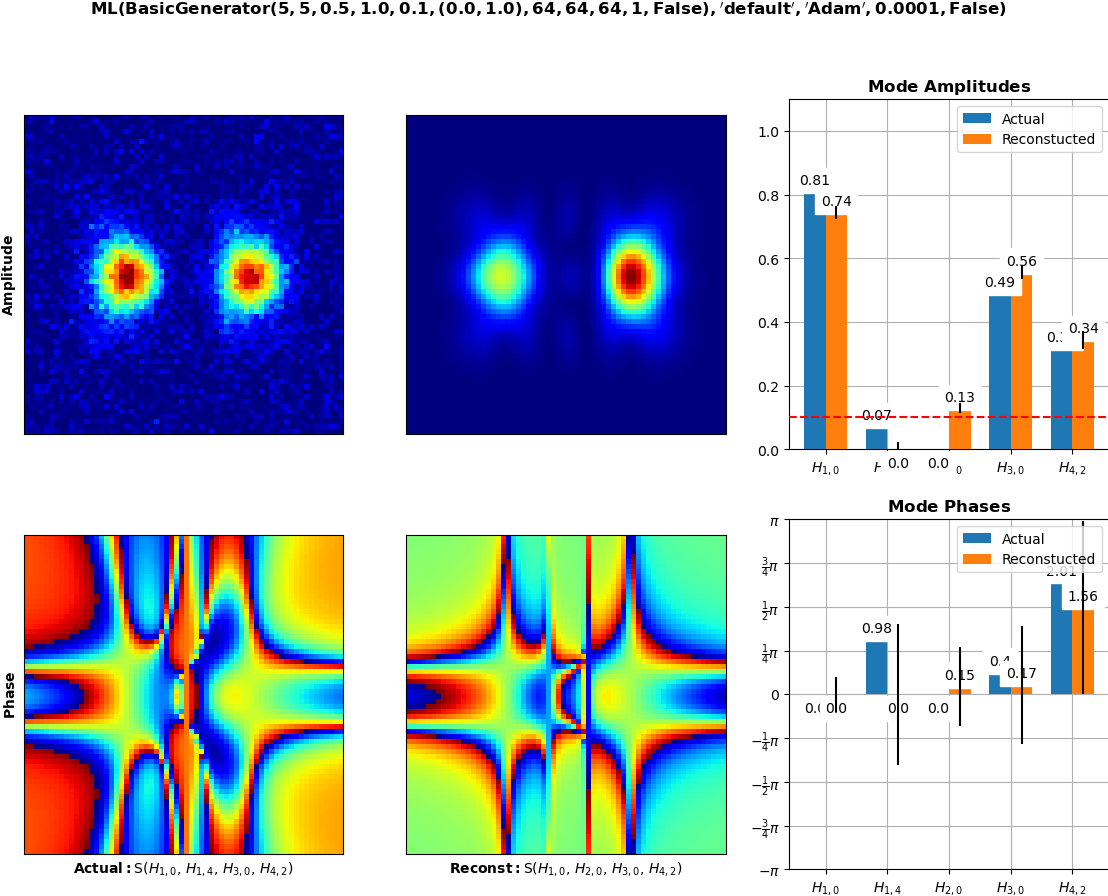 ML(BasicGenerator(5, 5, 0.5, 1.0, 0.1, (0.0, 1.0), 64, 64, 64, 1, False), ′default′, ′Adam′, 0.0001, False)
Mode Amplitudes
Amplitude
Actual
Reconstucted
1.0
0.8
0.6
0.4
0.2
0.0
0.81
0.74
0.07
0.0
0.0
0.13
0.49
0.56
0.34
H1,0
H3,0
H4,2
Mode Phases
Phase
Actual
Reconstucted
π
3/4π
1/2π
1/4π
0
−1/4π
−1/2π
−3/4π
−π
0.98
0.0
0.0
0.15
0.17
2.01
1.56
H1,0
H1,4
H2,0
H3,0
H4,2
Actual: S(H1,0, H1,4, H3,0, H4,2)
Reconst: S(H1,0, H2,0, H3,0, H4,2)